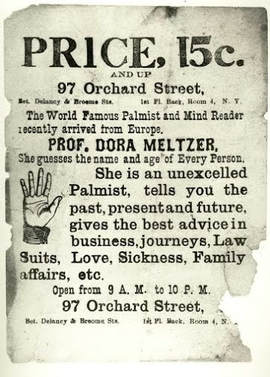 PRICE, 15c.
AND UP
97 Orchard Street,
Bet. Delancy & Broome Sts. 1st Fl. Back, Room 4, N. Y.
The World Famous Palmist and Mind Reader
recently arrived from Europe.
PROF. DORA MELTZER,
She guesses the name and age of Every Person.
She is an unexcelled
Palmist, tells you the
past, present and future,
gives the best advice in
business, journeys, Law
Suits, Love, Sickness, Family
affairs, etc.
Open from 9 A. M. to 10 P. M.
97 Orchard Street,
Bet. Delancy & Broome Sts. 1st Fl. Back, Room 4, N.